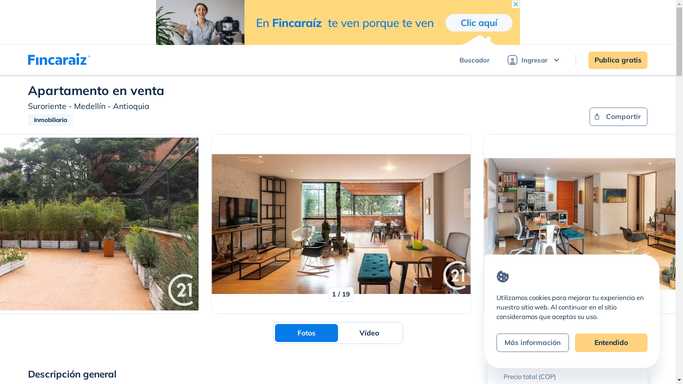 En Fincaraíz te ven porque te ven
Clic aquí
Fincaraíz
Buscador
Ingresar
Publica gratis
Apartamento en venta
Suroriente - Medellín - Antioquia
Inmobiliaria
Compartir
21
21
1 / 19
Fotos
Vídeo
Utilizamos cookies para mejorar tu experiencia en
nuestro sitio web. Al continuar en el sitio
consideramos que aceptas su uso.
Más información
Entendido
Descripción general
Precio total (COP)